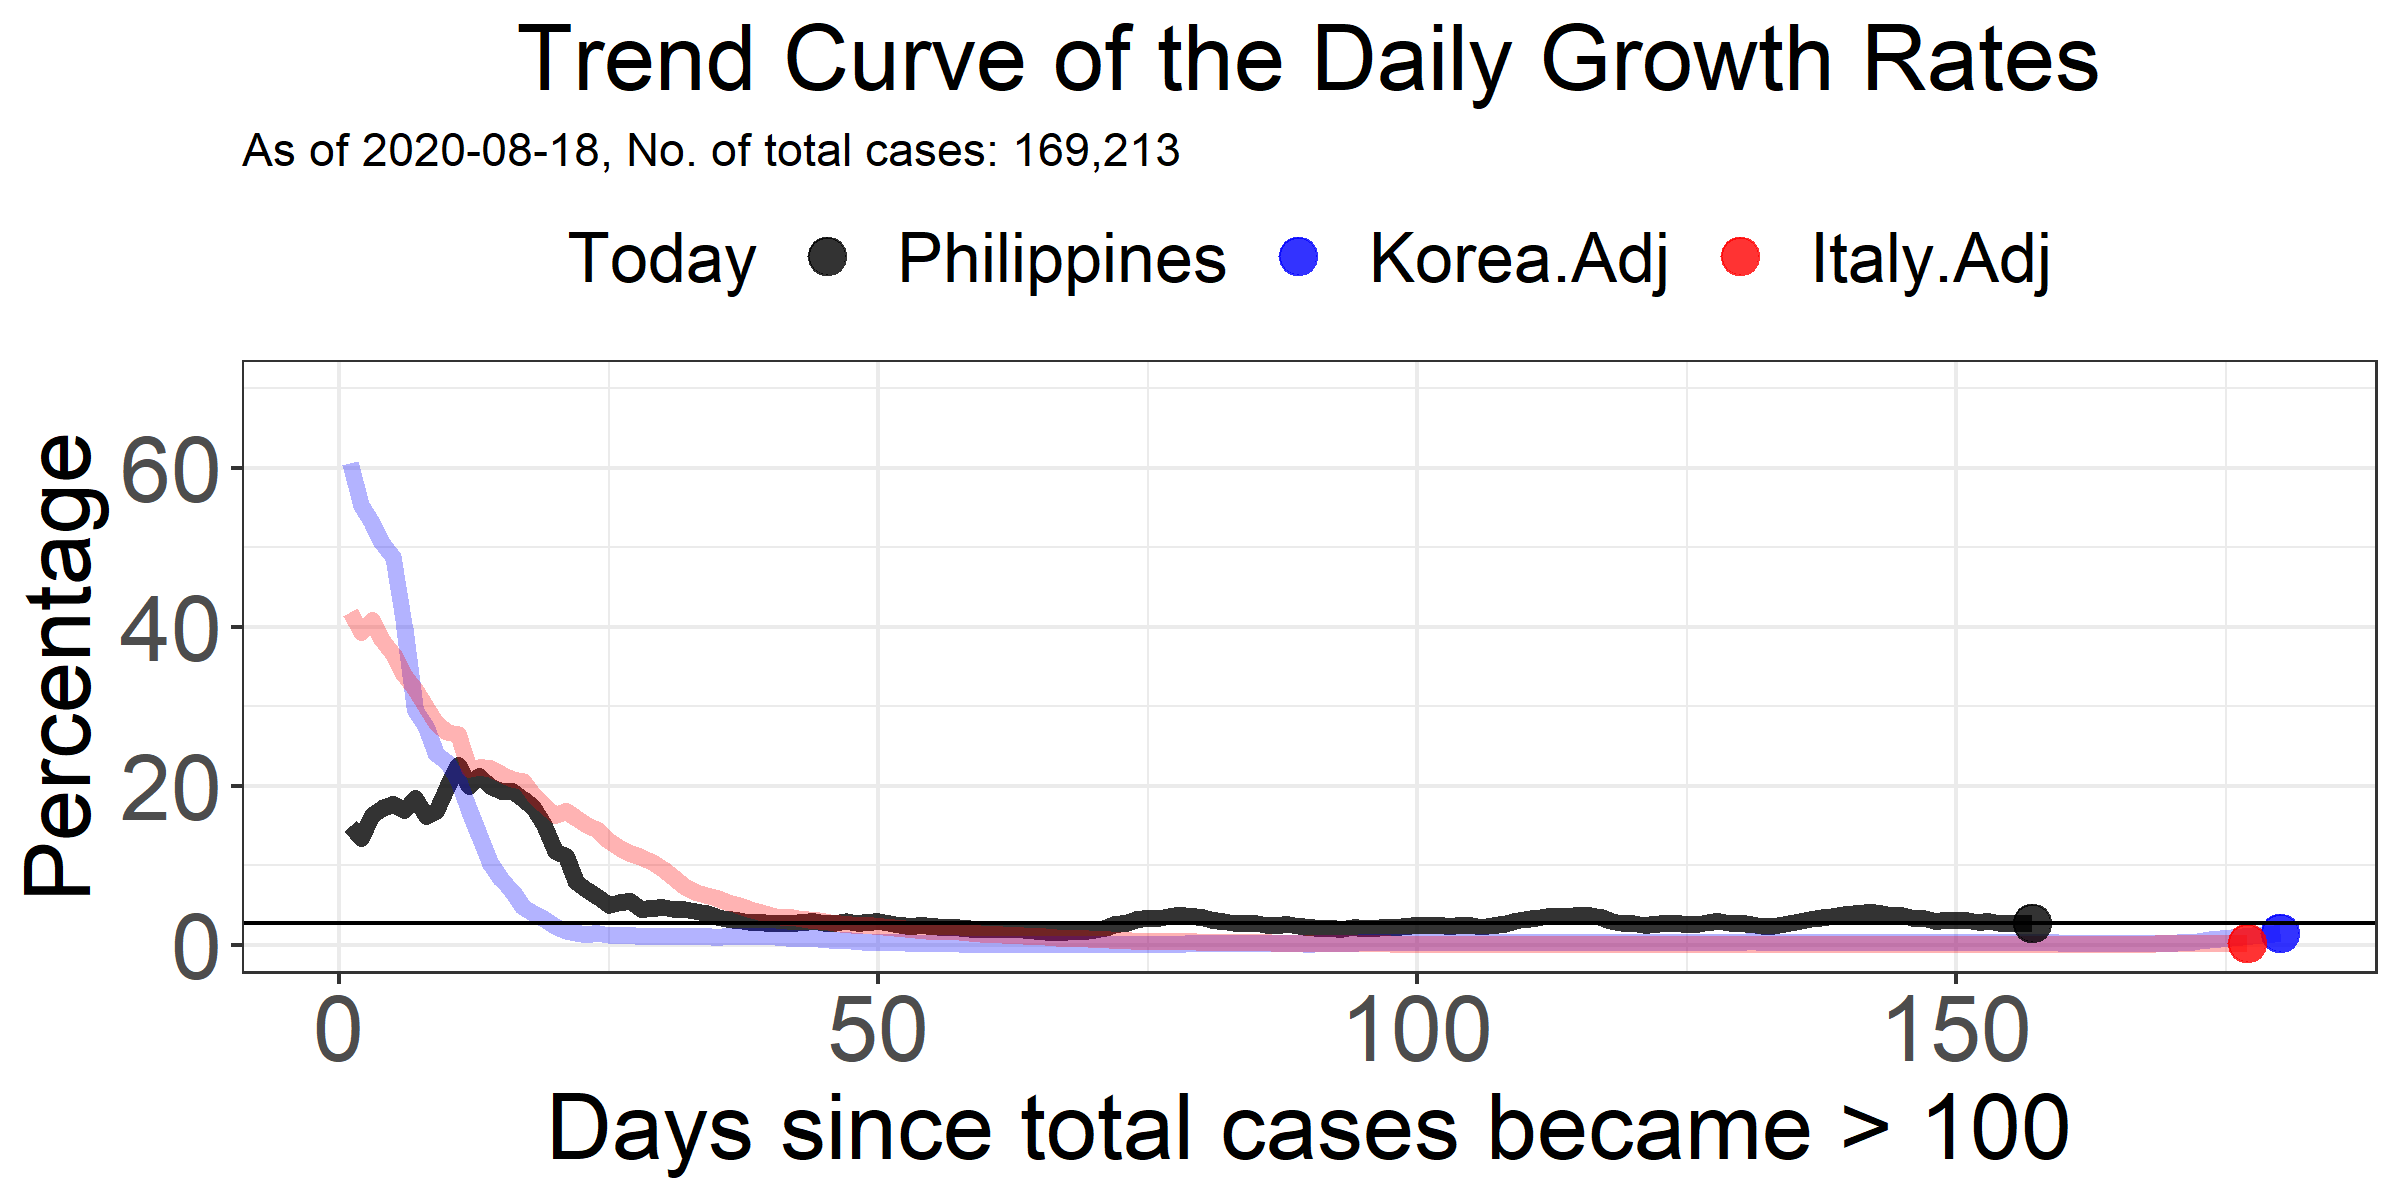 Trend Curve of the Daily Growth Rates
As of 2020-08-18, No. of total cases: 169,213
Today Philippines Korea.Adj Italy.Adj
Percentage
60
40
20
0
0 50 100 150
Days since total cases became > 100